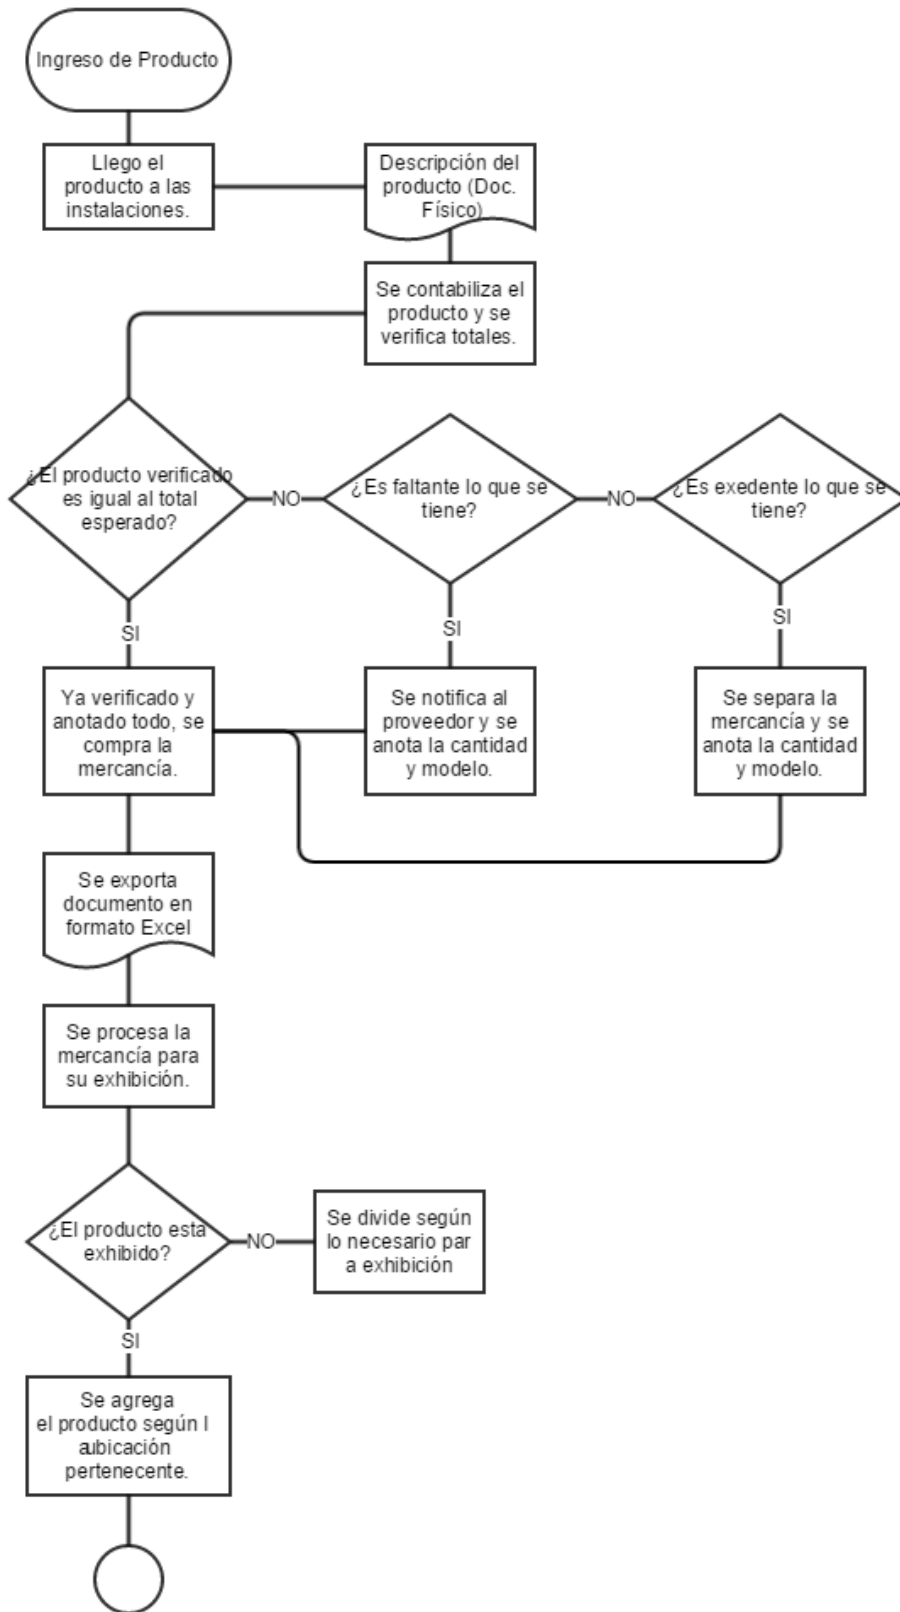 Ingreso de Producto
Llego el
producto a las
instalaciones.
Descripción del
producto (Doc.
Físico)
Se contabiliza el
producto y se
verifica totales.
¿El producto verificado
es igual al total
esperado?
NO
¿Es faltante lo que se
tiene?
NO
¿Es exedente lo que se
tiene?
SI
SI
SI
Ya verificado y
anotado todo, se
compra la
mercancía.
Se notifica al
proveedor y se
anota la cantidad
y modelo.
Se separa la
mercancía y se
anota la cantidad
y modelo.
Se exporta
documento en
formato Excel
Se procesa la
mercancía para
su exhibición.
¿El producto esta
exhibido?
NO
Se divide según
lo necesario par
a exhibición
SI
Se agrega
el producto según l
aubicación
pertenecente.